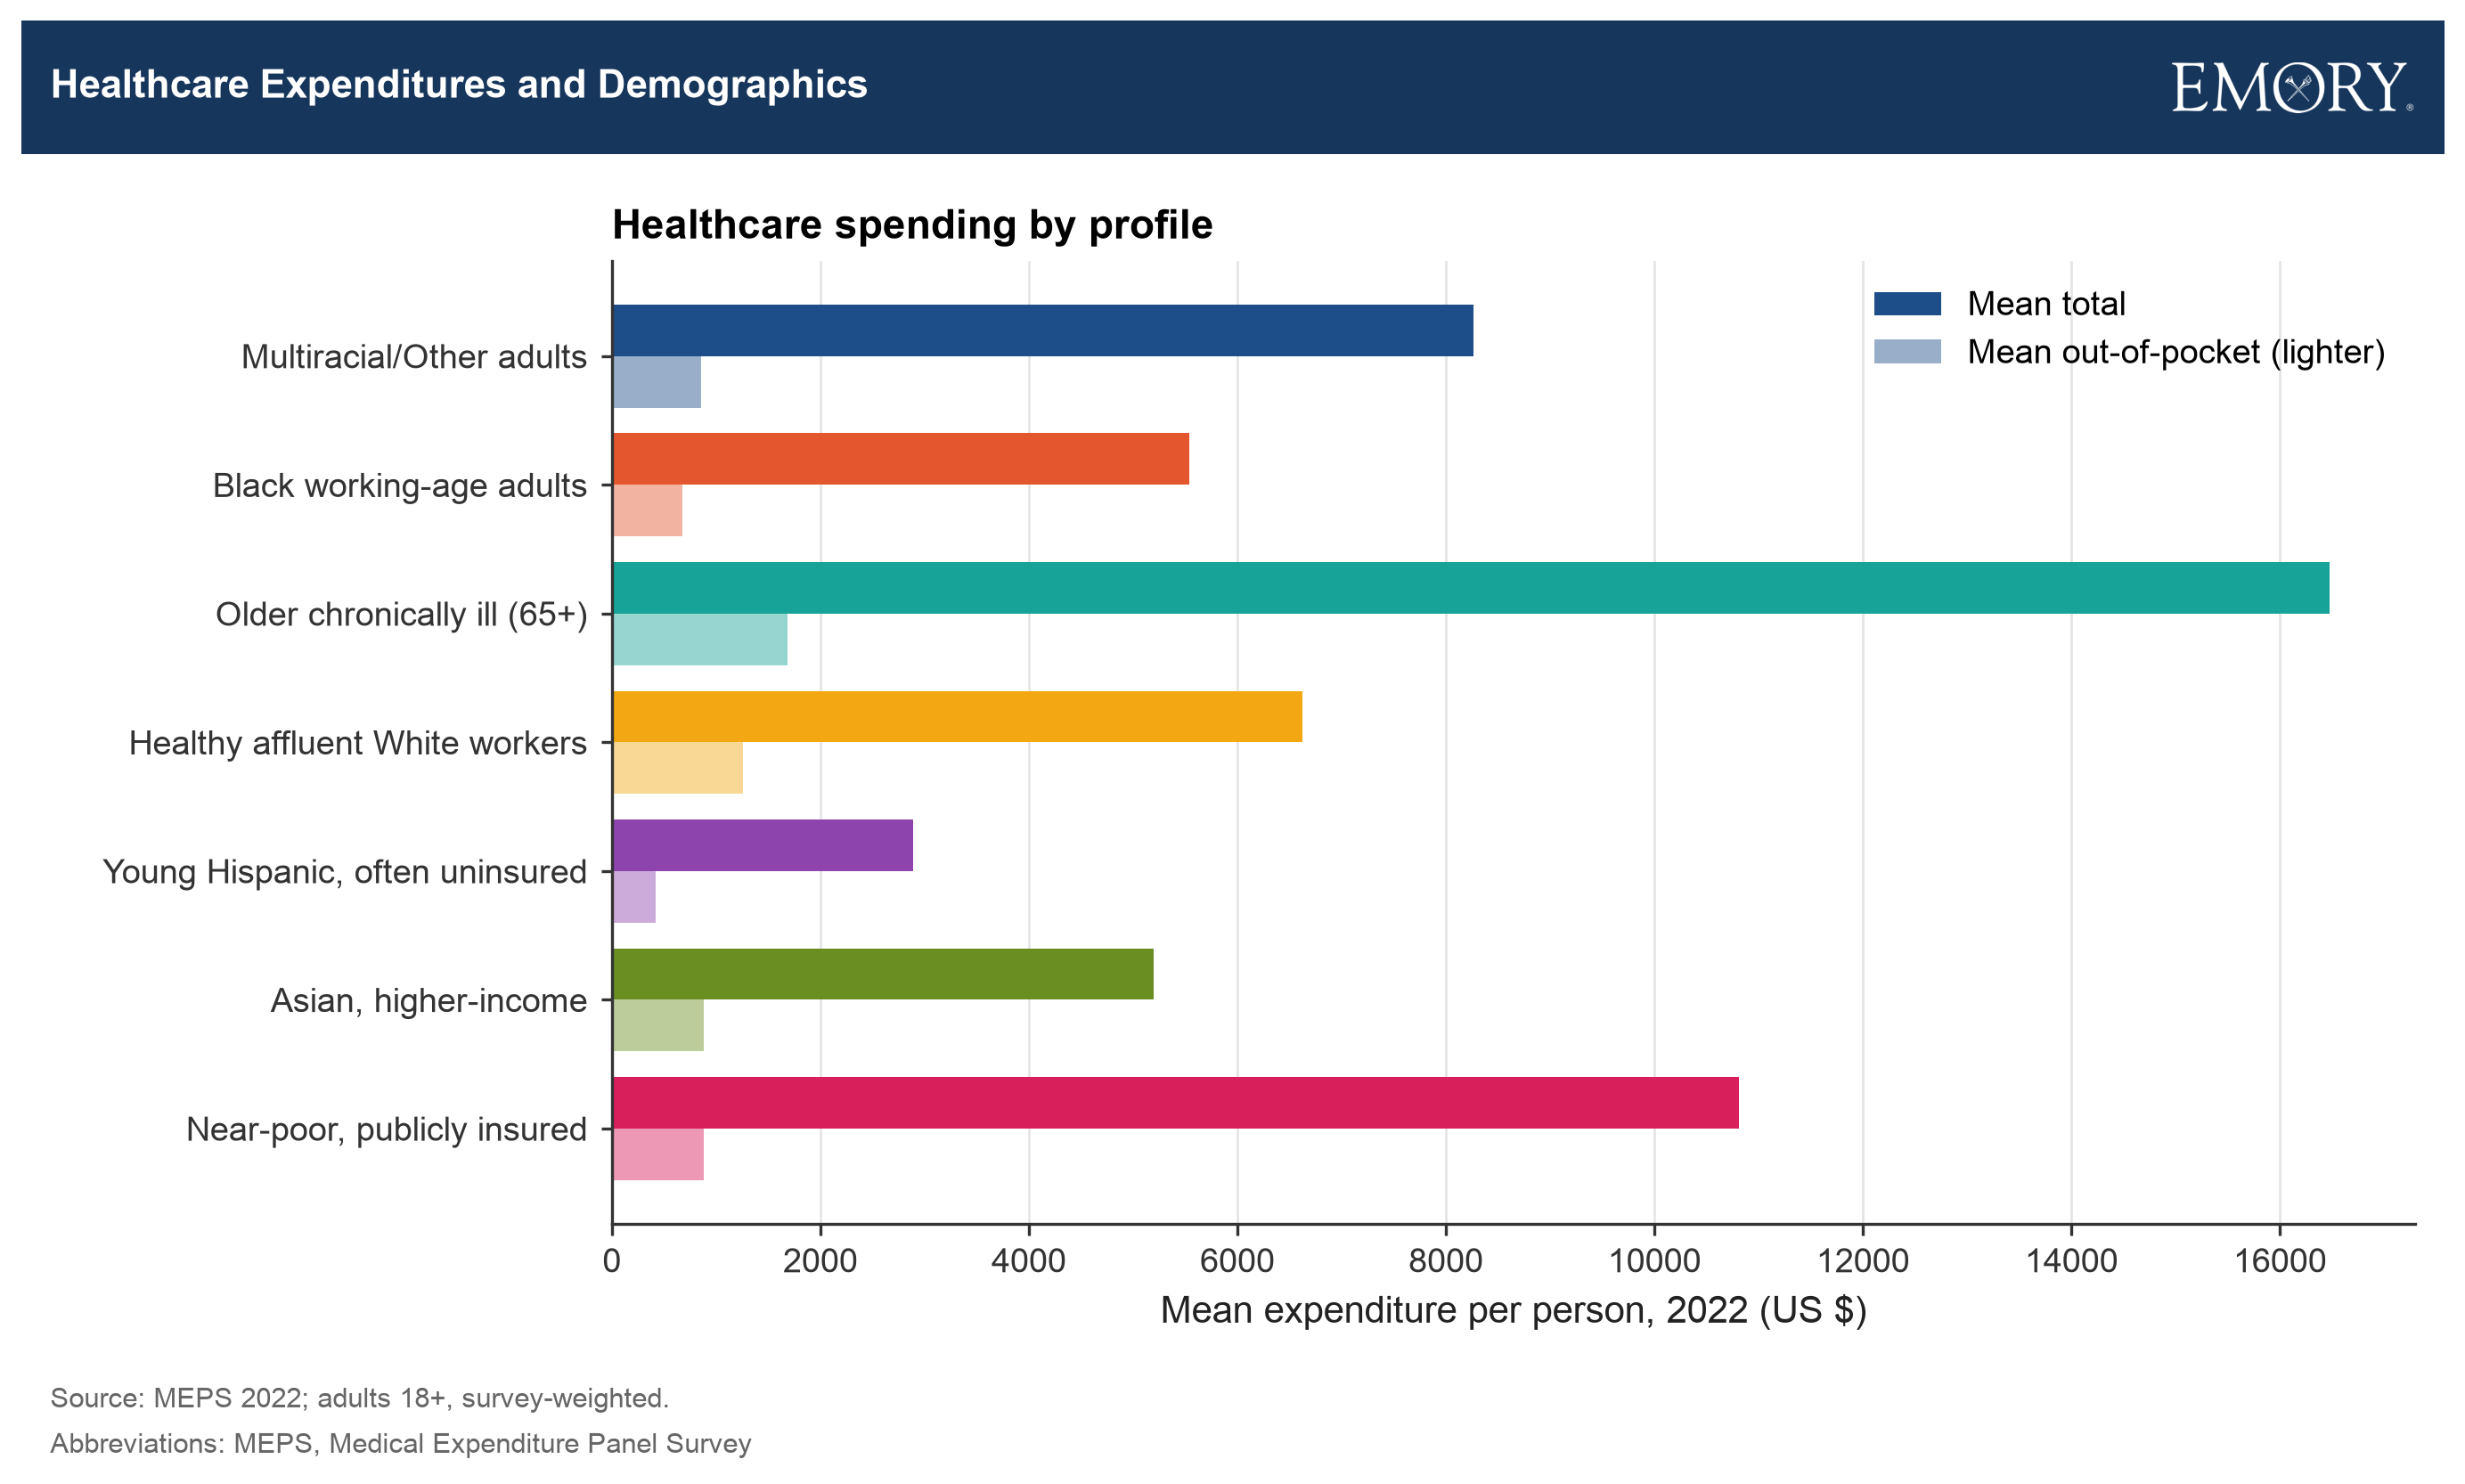 Healthcare Expenditures and Demographics
EMORY®
Healthcare spending by profile
Mean total
Mean out-of-pocket (lighter)
Multiracial/Other adults
Black working-age adults
Older chronically ill (65+)
Healthy affluent White workers
Young Hispanic, often uninsured
Asian, higher-income
Near-poor, publicly insured
0 2000 4000 6000 8000 10000 12000 14000 16000
Mean expenditure per person, 2022 (US $)
Source: MEPS 2022; adults 18+, survey-weighted.
Abbreviations: MEPS, Medical Expenditure Panel Survey